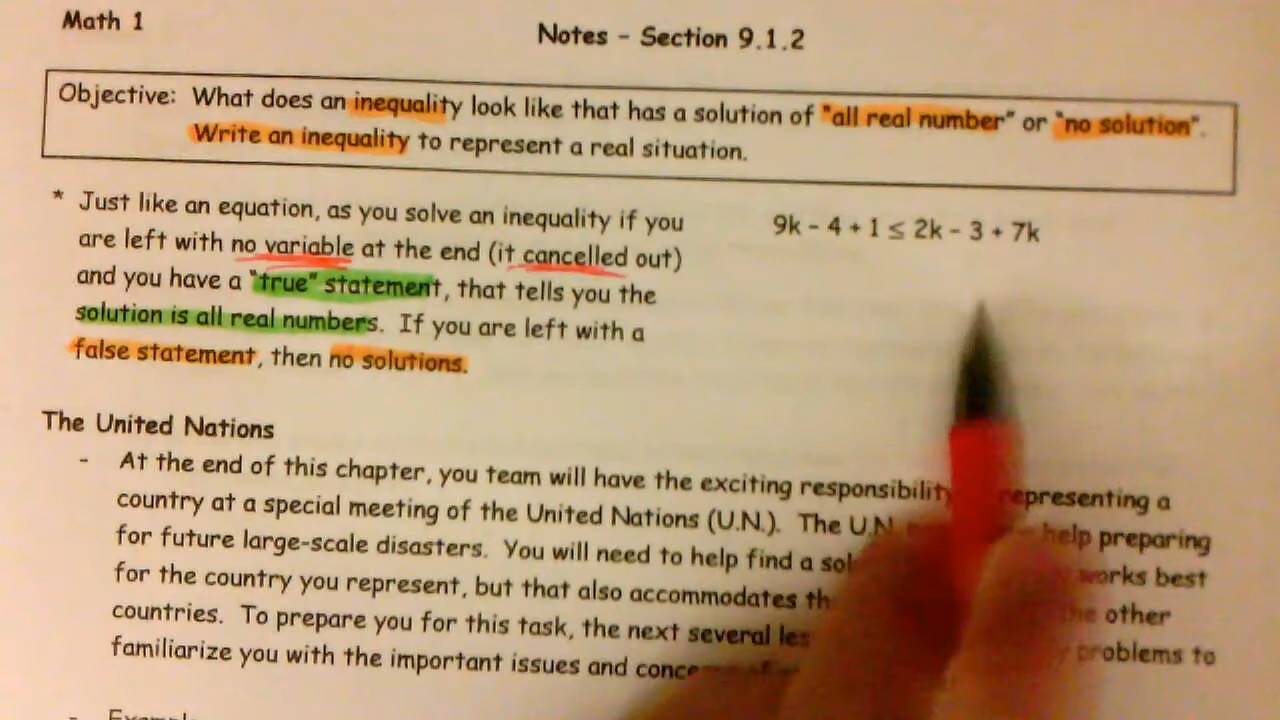 Math 1
Notes - Section 9.1.2
Objective: What does an inequality look like that has a solution of "all real number" or "no solution".
Write an inequality to represent a real situation.
* Just like an equation, as you solve an inequality if you
are left with no variable at the end (it cancelled out)
and you have a "true" statement, that tells you the
solution is all real numbers. If you are left with a
false statement, then no solutions.
9k - 4 + 1 ≤ 2k - 3 + 7k
The United Nations
- At the end of this chapter, you team will have the exciting responsibility representing a
country at a special meeting of the United Nations (U.N.). The U.N. help preparing
for future large-scale disasters. You will need to help find a works best
for the country you represent, but that also accommodates other
countries. To prepare you for this task, the next several problems to
familiarize you with the important issues and
-